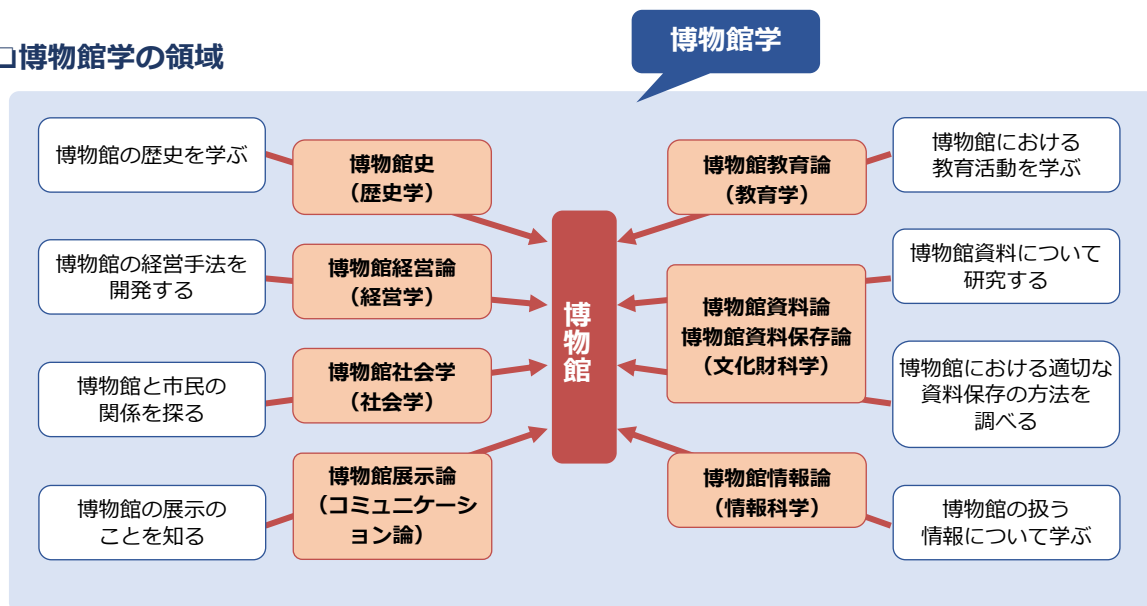 ❑博物館学の領域
博物館学
博物館の歴史を学ぶ
博物館史
(歴史学)
博物館の経営手法を
開発する
博物館経営論
(経営学)
博物館と市民の
関係を探る
博物館社会学
(社会学)
博物館の展示の
ことを知る
博物館展示論
(コミュニケーシ
ョン論)
博物館
博物館教育論
(教育学)
博物館における
教育活動を学ぶ
博物館資料論
博物館資料保存論
(文化財科学)
博物館資料について
研究する
博物館における適切な
資料保存の方法を
調べる
博物館情報論
(情報科学)
博物館の扱う
情報について学ぶ